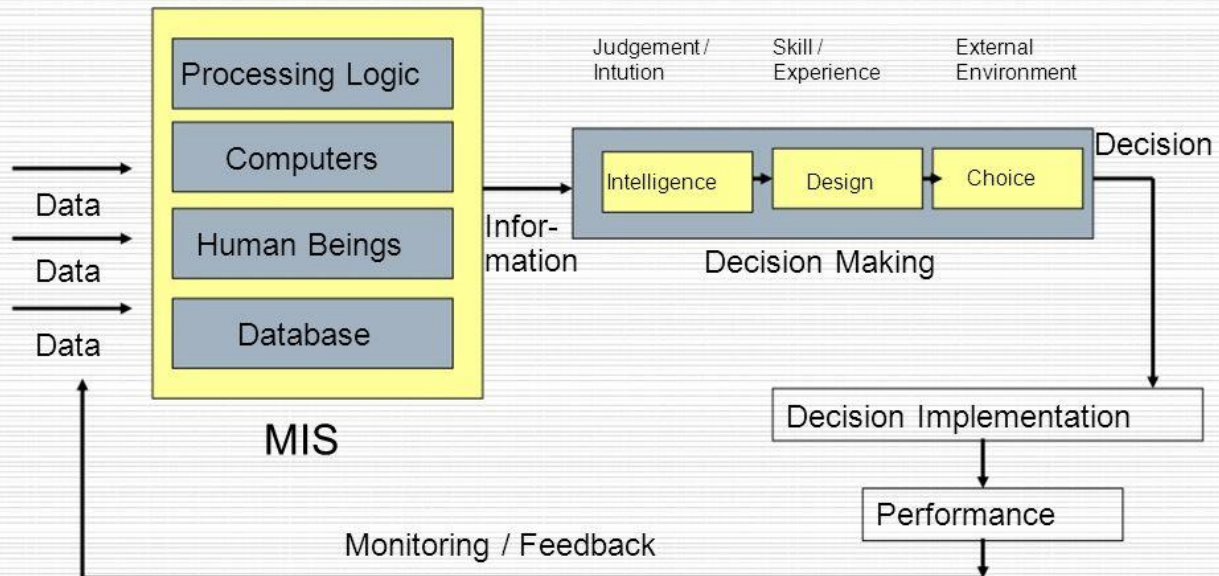 Processing Logic
Computers
Human Beings
Database
MIS
Data
Data
Data
Infor-
mation
Judgement /
Intution
Skill /
Experience
External
Environment
Intelligence
Design
Choice
Decision Making
Decision
Decision Implementation
Performance
Monitoring / Feedback